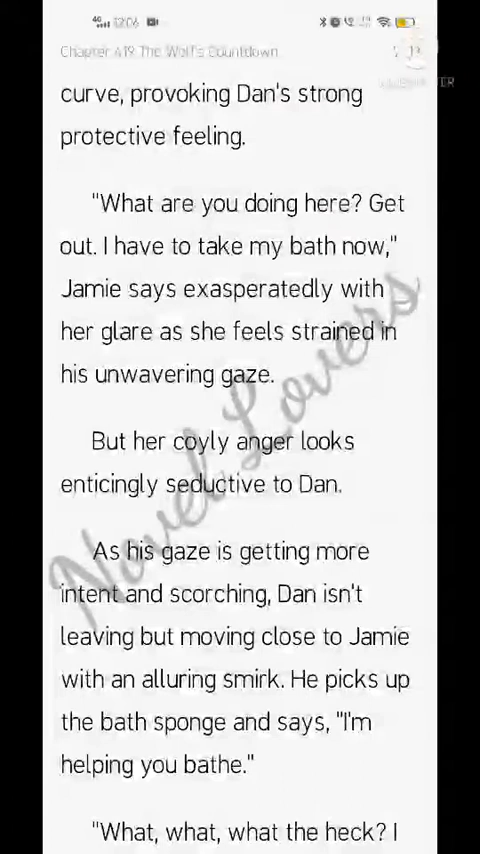 12:06
Chapter 419 The Wolf's Countdown
curve, provoking Dan's strong
protective feeling.
"What are you doing here? Get
out. I have to take my bath now,"
Jamie says exasperatedly with
her glare as she feels strained in
his unwavering gaze.
But her coyly anger looks
enticingly seductive to Dan.
As his gaze is getting more
intent and scorching, Dan isn't
leaving but moving close to Jamie
with an alluring smirk. He picks up
the bath sponge and says, "I'm
helping you bathe."
"What, what, what the heck? I
Novel Lovers